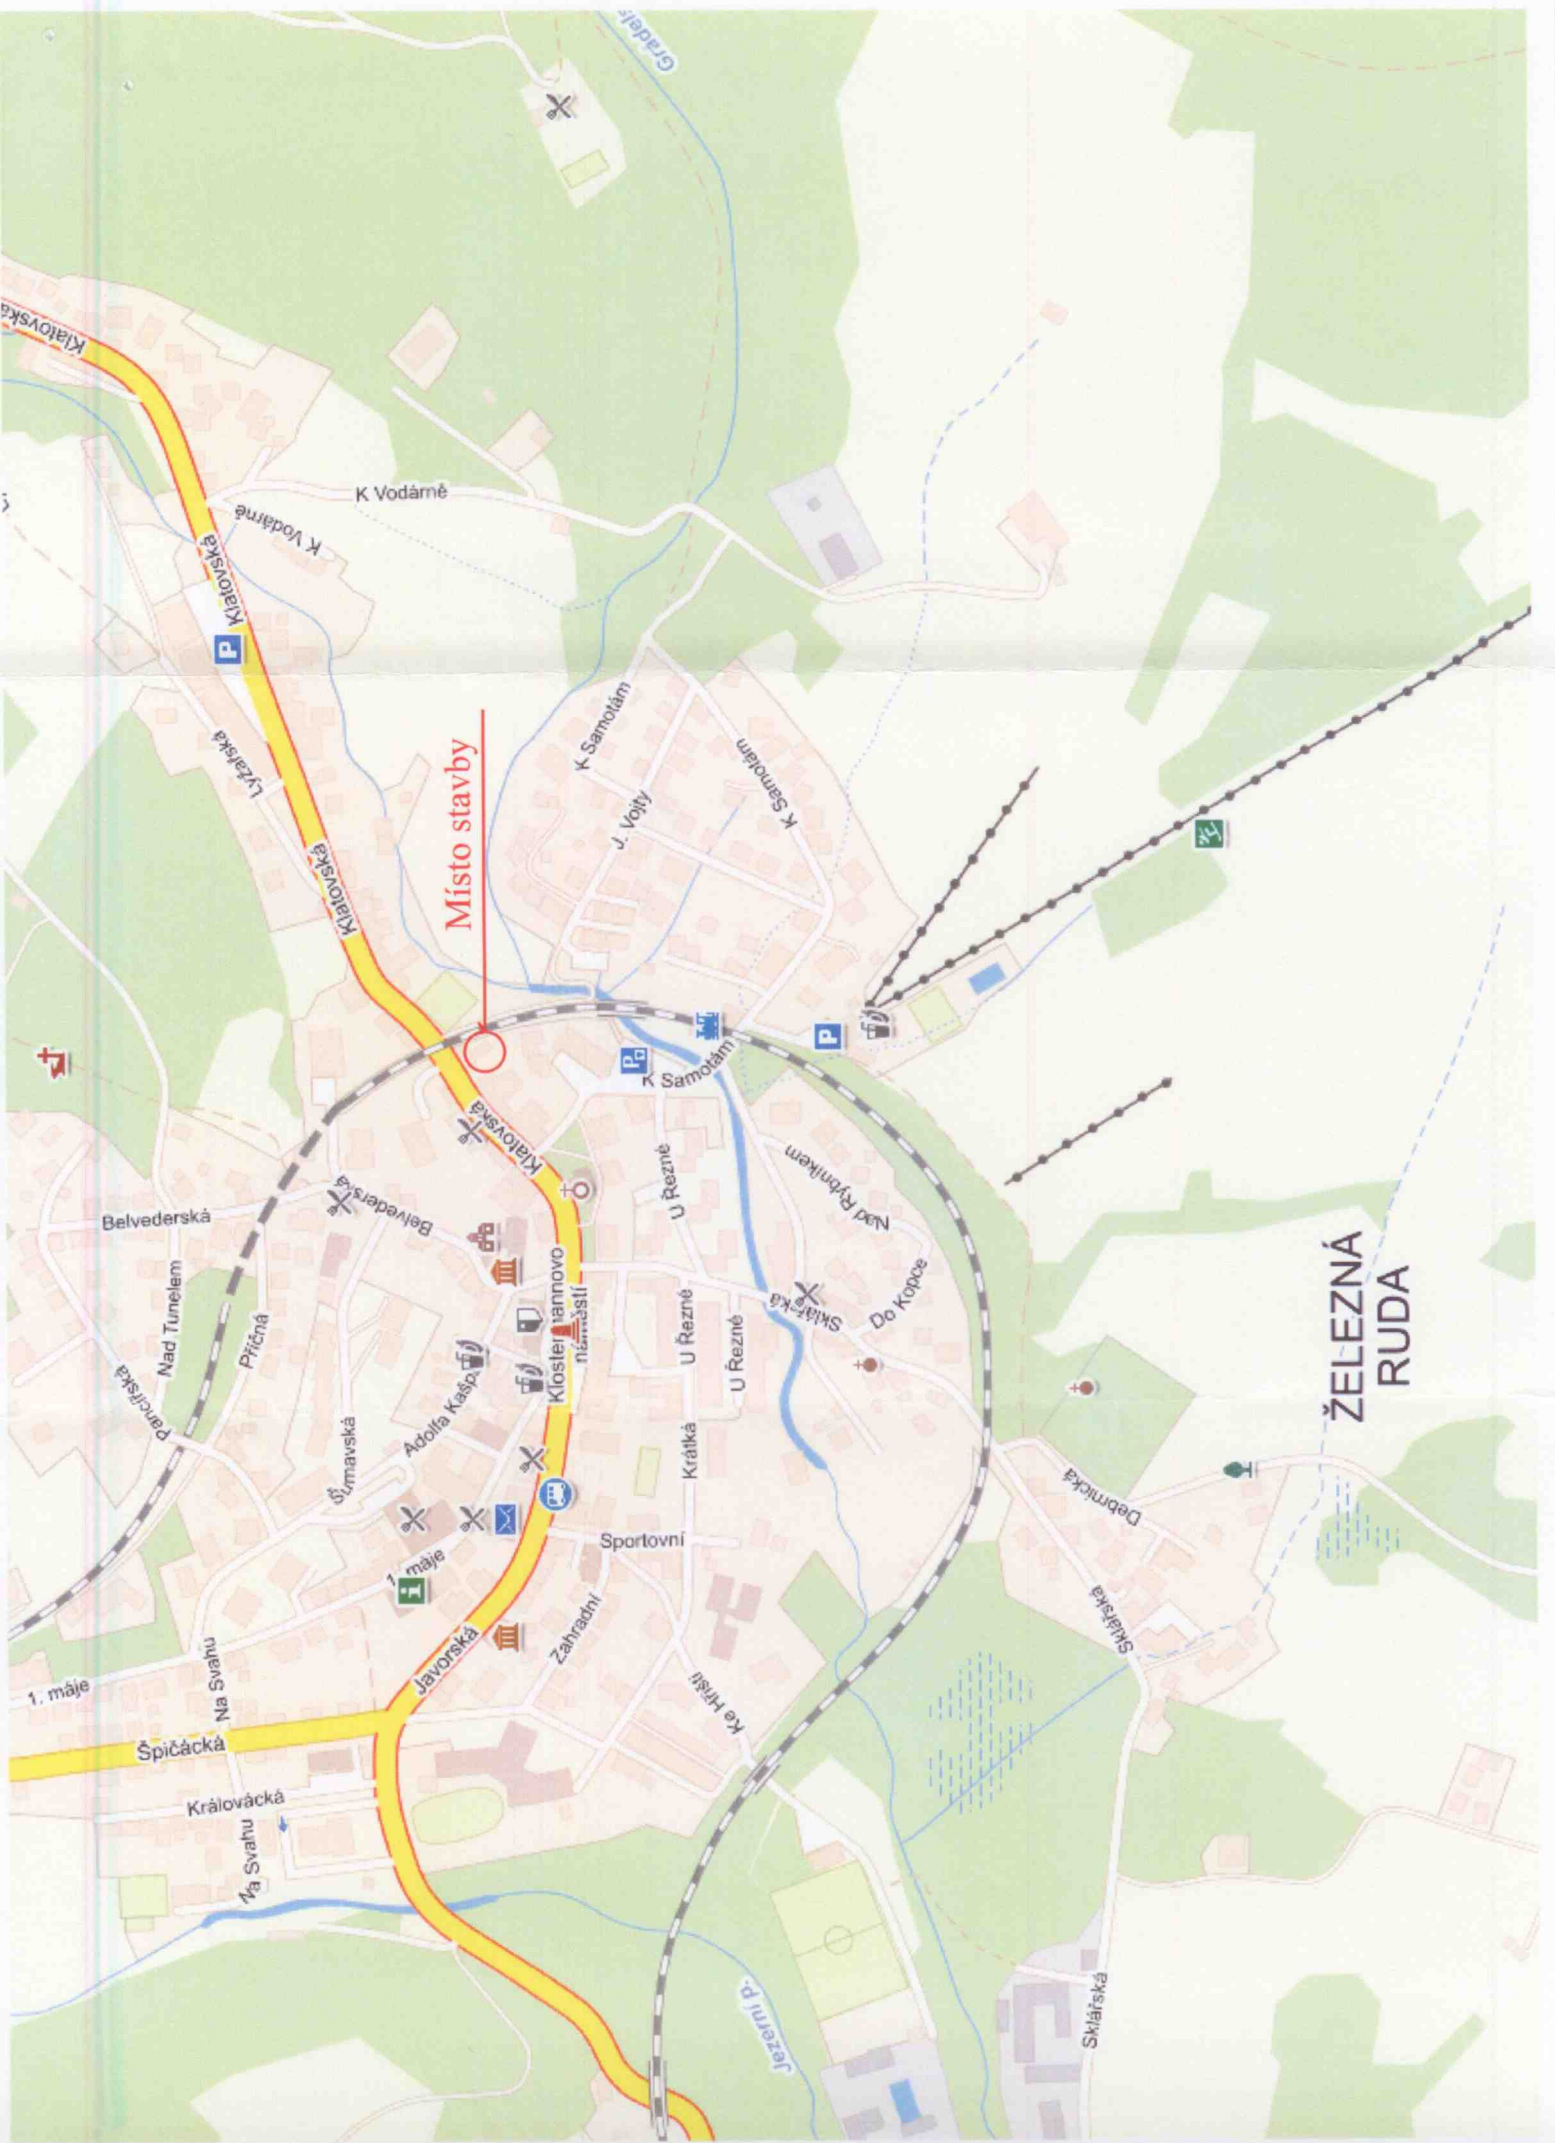 Klatovská
1. máje
Belvederská
Pancířská
Nad Tunelem
Špičácká
Královácká
Na Svahu
Na Svahu
Příčná
Klatovská
P
Lyžařská
K Vodárně
K Vodárně
Klatovská
Šumavská
Belvederská
Adolfa Kašp
1. máje
i
Javorská
Místo stavby
Klatovská
Klostermannovo
náměstí
Zahradní
Sportovní
K Samotám
J. Vojty
Grádels
P
K Samotám
U Řezné
U Řezné
U Řezné
Krátká
Ke Hřišti
K Samotám
Jezerní p.
Sklářská
Nad Rybníkem
Do Kopce
P
Debrnická
Sklářská
Sklářská
ŽELEZNÁ
RUDA